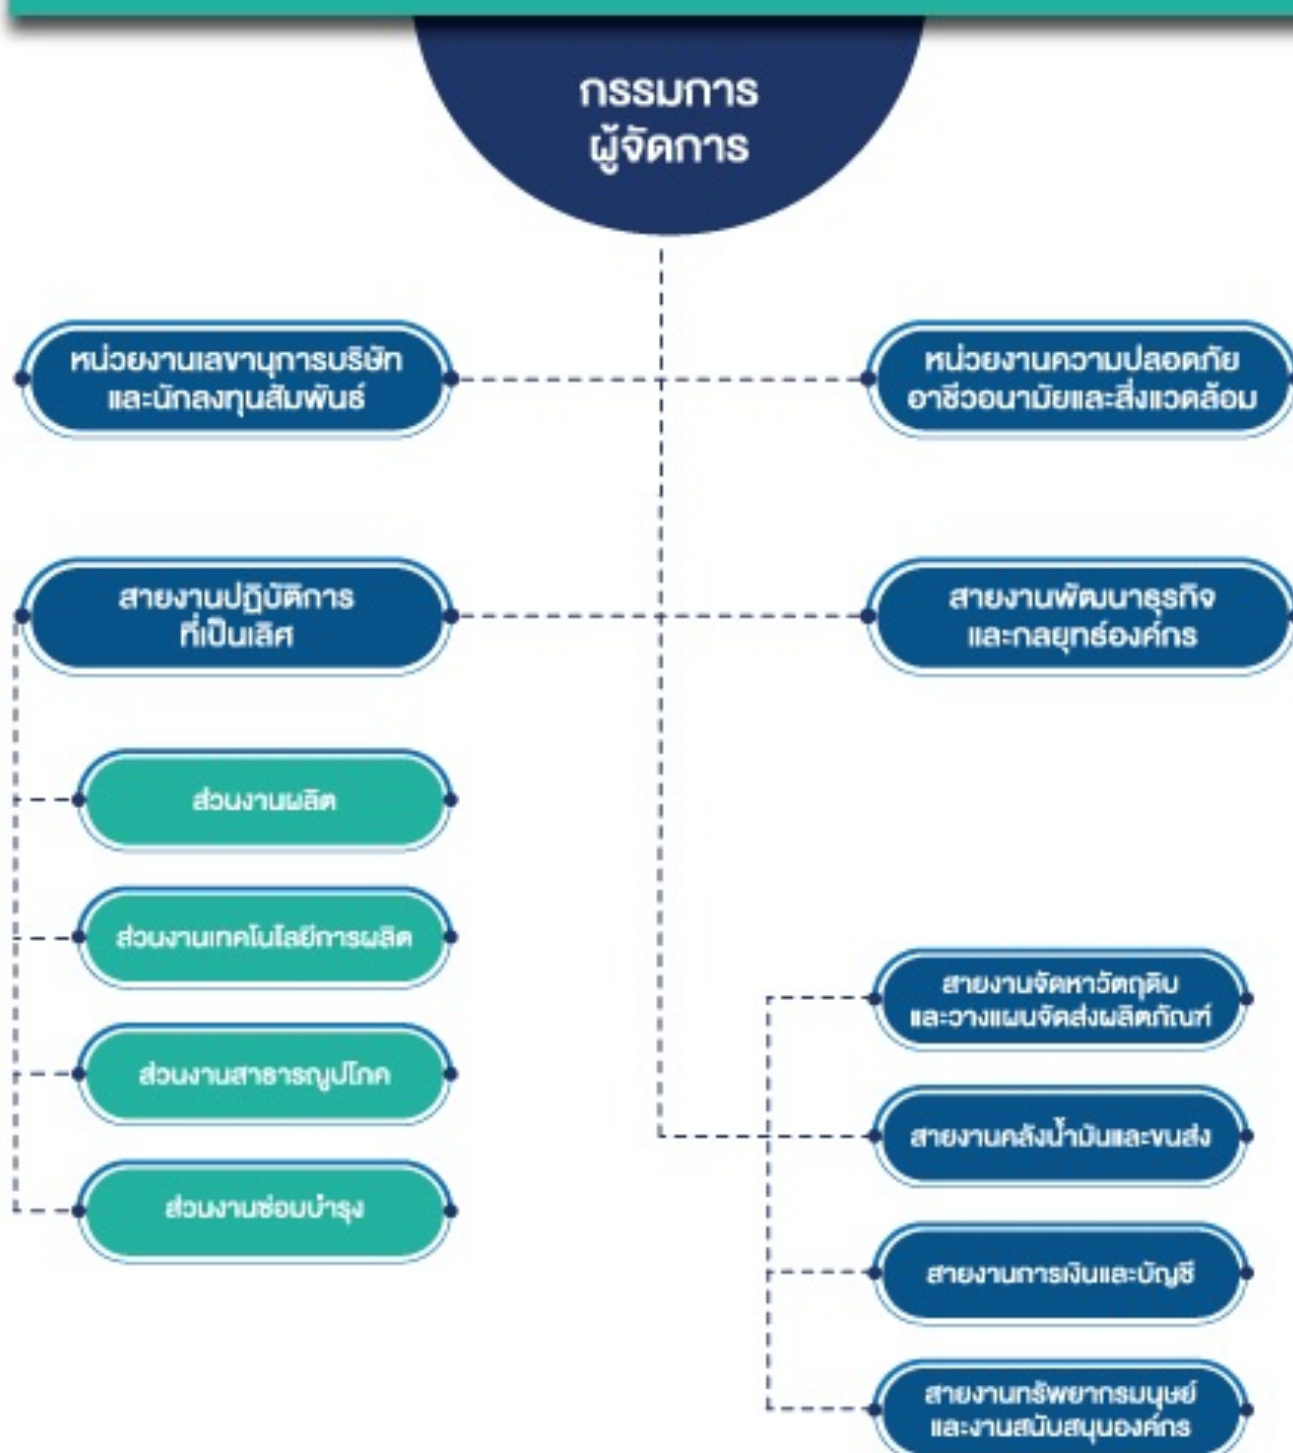 กรรมการ
ผู้จัดการ
หน่วยงานเลขานุการบริษัท
และนักลงทุนสัมพันธ์
หน่วยงานความปลอดภัย
อาชีวอนามัยและสิ่งแวดล้อม
สายงานปฏิบัติการ
ที่เป็นเลิศ
สายงานพัฒนาธุรกิจ
และกลยุทธ์องค์กร
ส่วนงานผลิต
ส่วนงานเทคโนโลยีการผลิต
ส่วนงานสาธารณูปโภค
ส่วนงานซ่อมบำรุง
สายงานจัดหาวัตถุดิบ
และวางแผนจัดส่งผลิตภัณฑ์
สายงานคลังน้ำมันและขนส่ง
สายงานการเงินและบัญชี
สายงานทรัพยากรมนุษย์
และงานสนับสนุนองค์กร